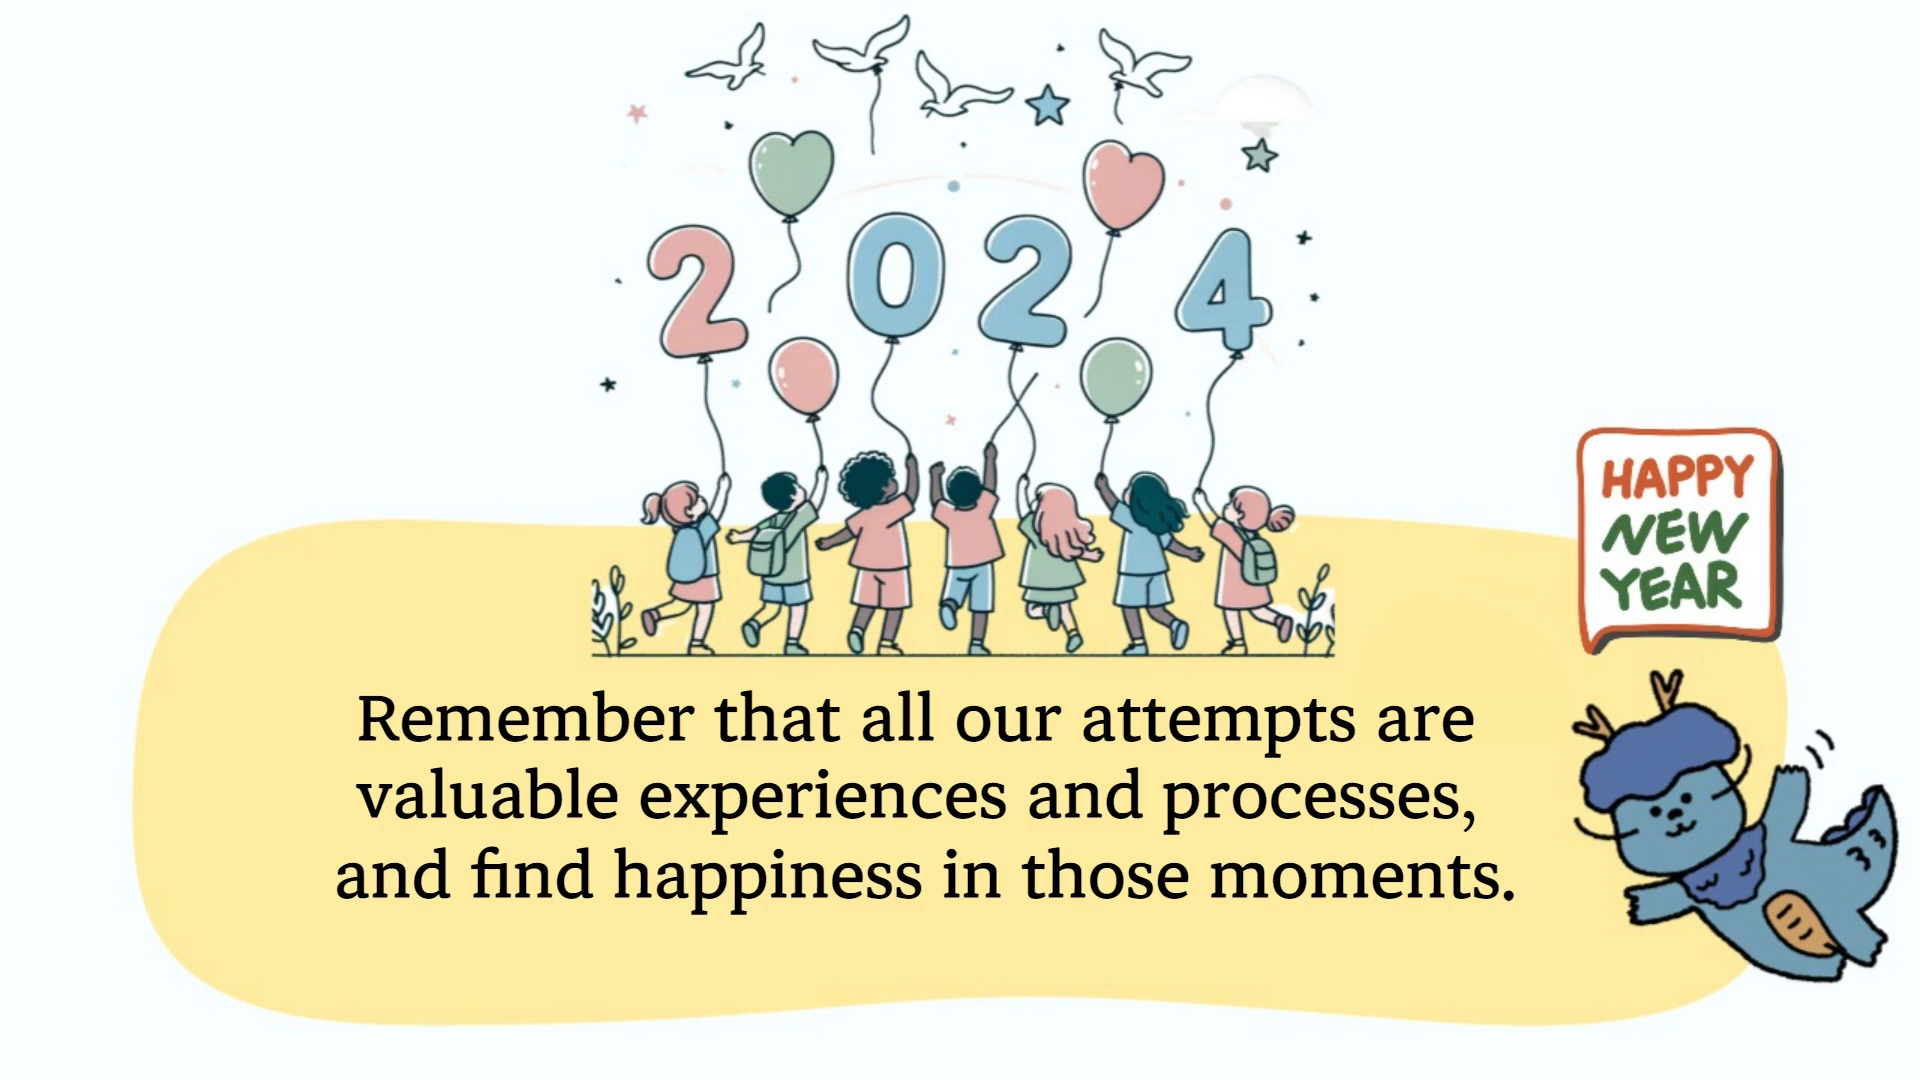 2024
HAPPY
NEW
YEAR
Remember that all our attempts are
valuable experiences and processes,
and find happiness in those moments.